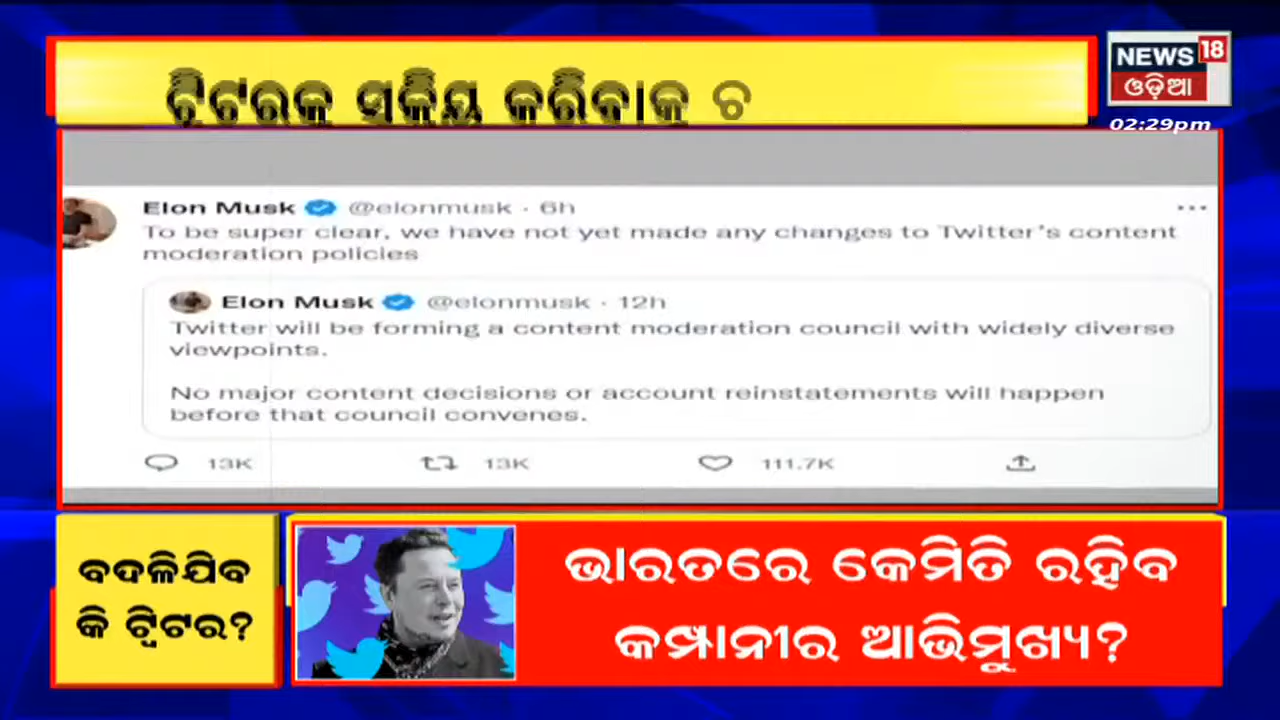 ଟ୍ୱିଟରକୁ ସକ୍ରିୟ କରିବାକୁ ଚ
NEWS 18
ଓଡ଼ିଆ
02:29pm
Elon Musk @elonmusk · 6h
To be super clear, we have not yet made any changes to Twitter's content
moderation policies
Elon Musk @elonmusk · 12h
Twitter will be forming a content moderation council with widely diverse
viewpoints.
No major content decisions or account reinstatements will happen
before that council convenes.
13K 13K 111.7K
ବଦଳିଯିବ
କି ଟ୍ୱିଟର?
ଭାରତରେ କେମିତି ରହିବ
କମ୍ପାନୀର ଆଭିମୁଖ୍ୟ?